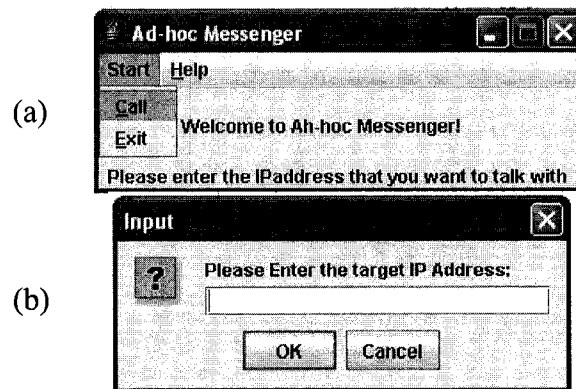 Ad-hoc Messenger
Start Help
(a)
Call
Exit
Welcome to Ah-hoc Messenger!
Please enter the IPaddress that you want to talk with
Input
(b)
?
Please Enter the target IP Address:
OK Cancel